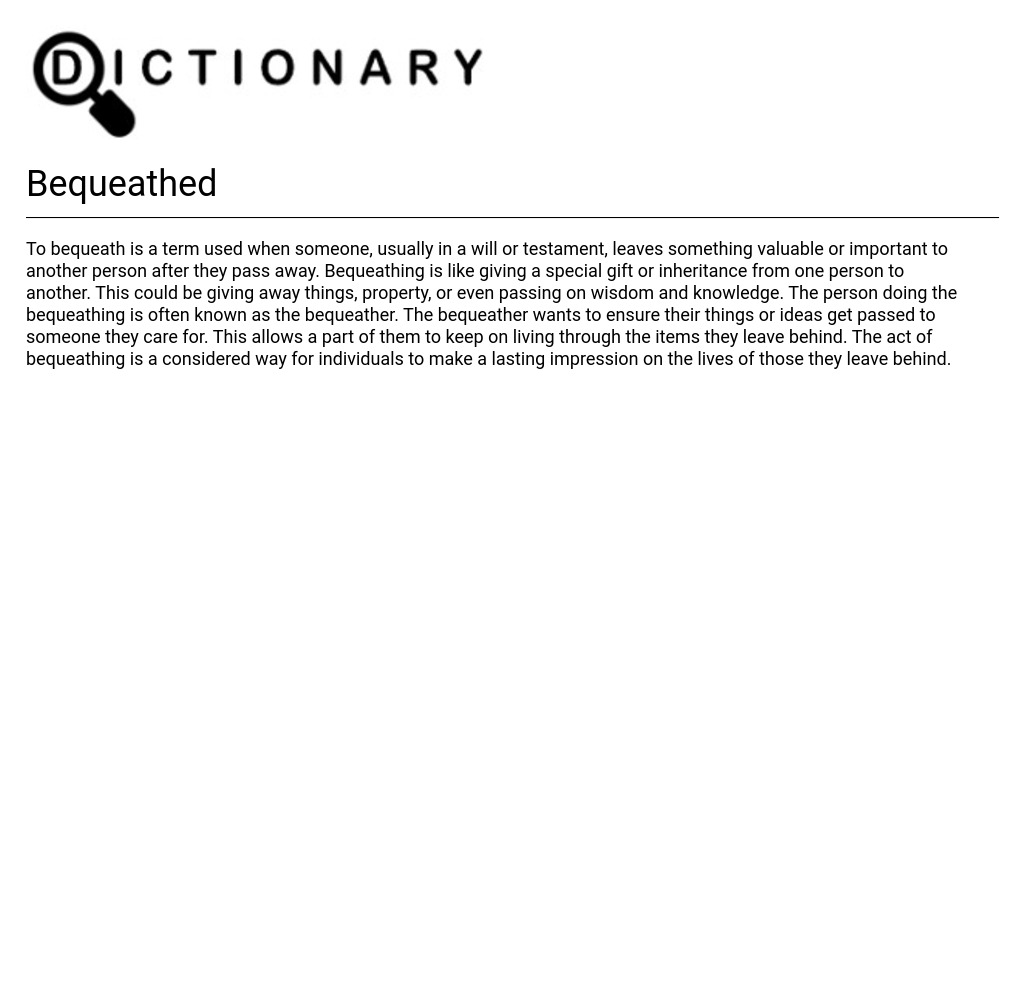 DICTIONARY
Bequeathed
To bequeath is a term used when someone, usually in a will or testament, leaves something valuable or important to
another person after they pass away. Bequeathing is like giving a special gift or inheritance from one person to
another. This could be giving away things, property, or even passing on wisdom and knowledge. The person doing the
bequeathing is often known as the bequeather. The bequeather wants to ensure their things or ideas get passed to
someone they care for. This allows a part of them to keep on living through the items they leave behind. The act of
bequeathing is a considered way for individuals to make a lasting impression on the lives of those they leave behind.